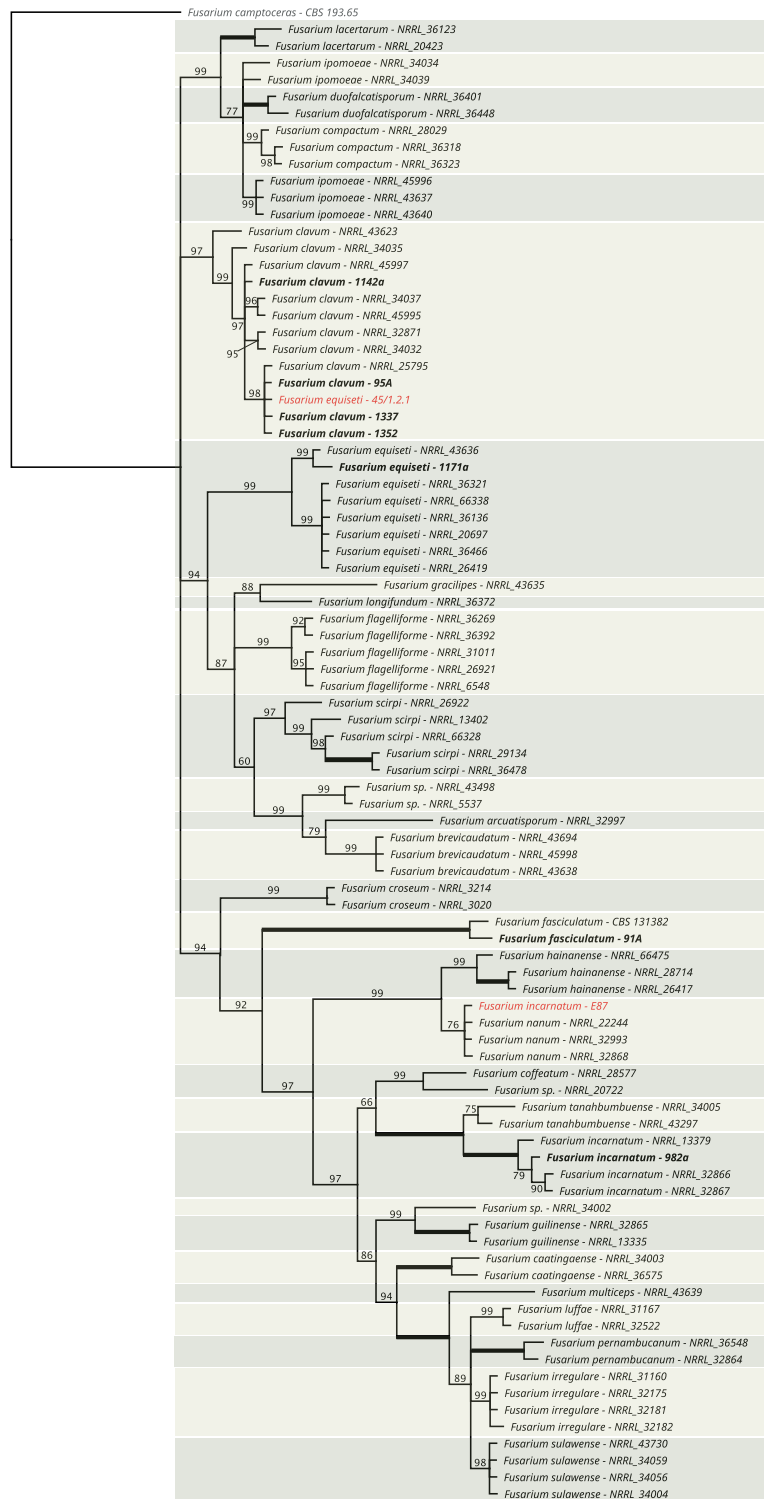 Fusarium camptoceras - CBS 193.65
Fusarium lacertarum - NRRL_36123
99
Fusarium lacertarum - NRRL_20423
Fusarium ipomoeae - NRRL_34034
Fusarium ipomoeae - NRRL_34039
Fusarium duofalcatisporum - NRRL_36401
77
Fusarium duofalcatisporum - NRRL_36448
Fusarium compactum - NRRL_28029
99
Fusarium compactum - NRRL_36318
98
Fusarium compactum - NRRL_36323
Fusarium ipomoeae - NRRL_45996
Fusarium ipomoeae - NRRL_43637
99
Fusarium ipomoeae - NRRL_43640
Fusarium clavum - NRRL_43623
97
Fusarium clavum - NRRL_34035
Fusarium clavum - NRRL_45997
99
Fusarium clavum - 1142a
96
Fusarium clavum - NRRL_34037
Fusarium clavum - NRRL_45995
97
Fusarium clavum - NRRL_32871
95
Fusarium clavum - NRRL_34032
Fusarium clavum - NRRL_25795
Fusarium clavum - 95A
98
Fusarium equiseti - 45/1.2.1
Fusarium clavum - 1337
Fusarium clavum - 1352
99
Fusarium equiseti - NRRL_43636
Fusarium equiseti - 1171a
99
Fusarium equiseti - NRRL_36321
Fusarium equiseti - NRRL_66338
99
Fusarium equiseti - NRRL_36136
Fusarium equiseti - NRRL_20697
Fusarium equiseti - NRRL_36466
Fusarium equiseti - NRRL_26419
94
88
Fusarium gracilipes - NRRL_43635
Fusarium longifundum - NRRL_36372
92
Fusarium flagelliforme - NRRL_36269
Fusarium flagelliforme - NRRL_36392
99
Fusarium flagelliforme - NRRL_31011
95
Fusarium flagelliforme - NRRL_26921
87
Fusarium flagelliforme - NRRL_6548
Fusarium scirpi - NRRL_26922
97
Fusarium scirpi - NRRL_13402
99
Fusarium scirpi - NRRL_66328
98
Fusarium scirpi - NRRL_29134
60
Fusarium scirpi - NRRL_36478
99
Fusarium sp. - NRRL_43498
Fusarium sp. - NRRL_5537
99
Fusarium arcuatisporum - NRRL_32997
79
Fusarium brevicaudatum - NRRL_43694
99
Fusarium brevicaudatum - NRRL_45998
Fusarium brevicaudatum - NRRL_43638
99
Fusarium croseum - NRRL_3214
Fusarium croseum - NRRL_3020
Fusarium fasciculatum - CBS 131382
94
Fusarium fasciculatum - 91A
99
Fusarium hainanense - NRRL_66475
Fusarium hainanense - NRRL_28714
Fusarium hainanense - NRRL_26417
92
99
Fusarium incarnatum - E87
76
Fusarium nanum - NRRL_22244
Fusarium nanum - NRRL_32993
Fusarium nanum - NRRL_32868
97
99
Fusarium coffeatum - NRRL_28577
Fusarium sp. - NRRL_20722
66
75
Fusarium tanahbumbuense - NRRL_34005
Fusarium tanahbumbuense - NRRL_43297
Fusarium incarnatum - NRRL_13379
Fusarium incarnatum - 982a
79
Fusarium incarnatum - NRRL_32866
97
90
Fusarium incarnatum - NRRL_32867
Fusarium sp. - NRRL_34002
99
Fusarium guilinense - NRRL_32865
Fusarium guilinense - NRRL_13335
86
Fusarium caatingaense - NRRL_34003
Fusarium caatingaense - NRRL_36575
94
Fusarium multiceps - NRRL_43639
99
Fusarium luffae - NRRL_31167
Fusarium luffae - NRRL_32522
Fusarium pernambucanum - NRRL_36548
Fusarium pernambucanum - NRRL_32864
89
Fusarium irregulare - NRRL_31160
99
Fusarium irregulare - NRRL_32175
Fusarium irregulare - NRRL_32181
Fusarium irregulare - NRRL_32182
Fusarium sulawense - NRRL_43730
98
Fusarium sulawense - NRRL_34059
Fusarium sulawense - NRRL_34056
Fusarium sulawense - NRRL_34004